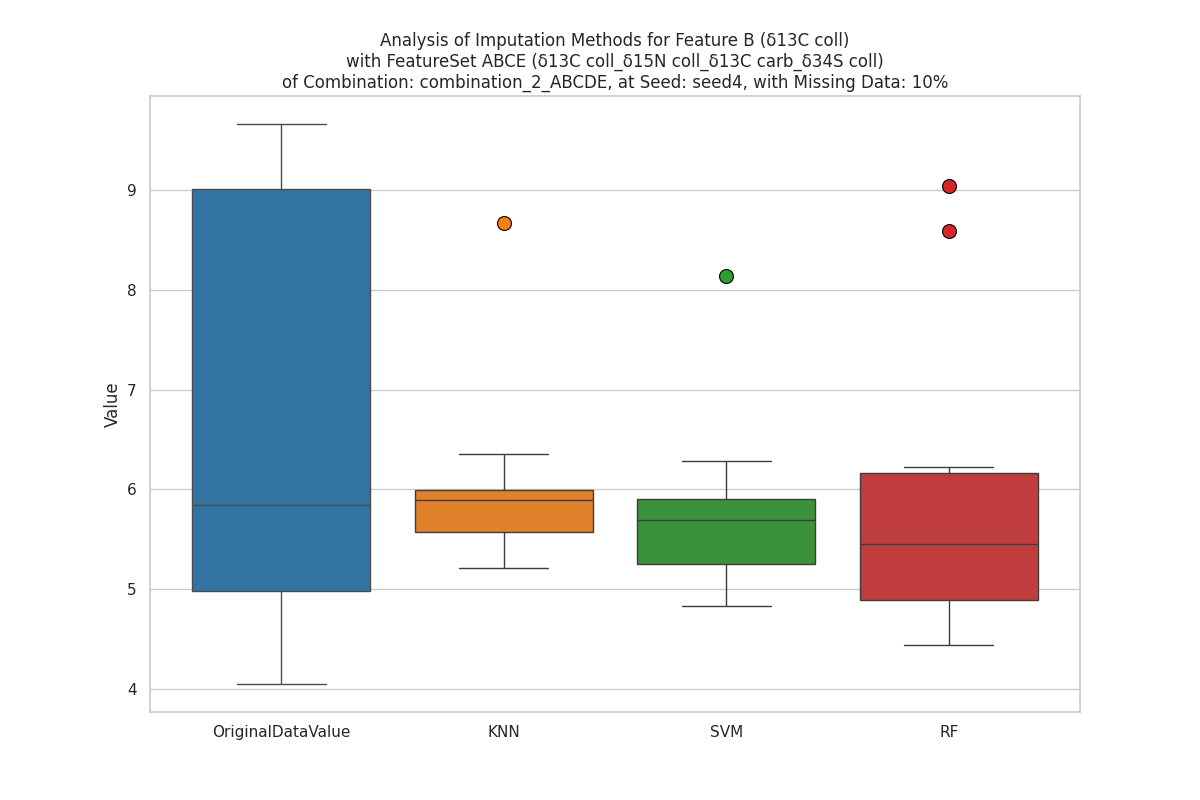 Analysis of Imputation Methods for Feature B (δ13C coll)
with FeatureSet ABCE (δ13C coll_δ15N coll_δ13C carb_δ34S coll)
of Combination: combination_2_ABCDE, at Seed: seed4, with Missing Data: 10%
Value
9
8
7
6
5
4
OriginalDataValue KNN SVM RF